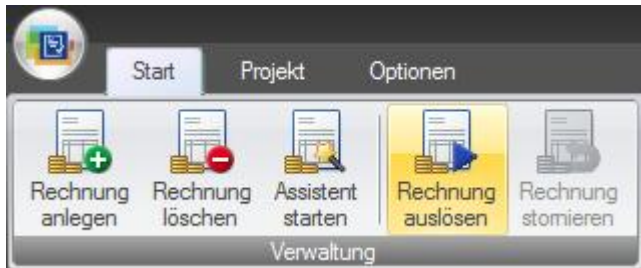 Start Projekt Optionen
Rechnung anlegen
Rechnung löschen
Assistent starten
Rechnung auslösen
Rechnung stornieren
Verwaltung